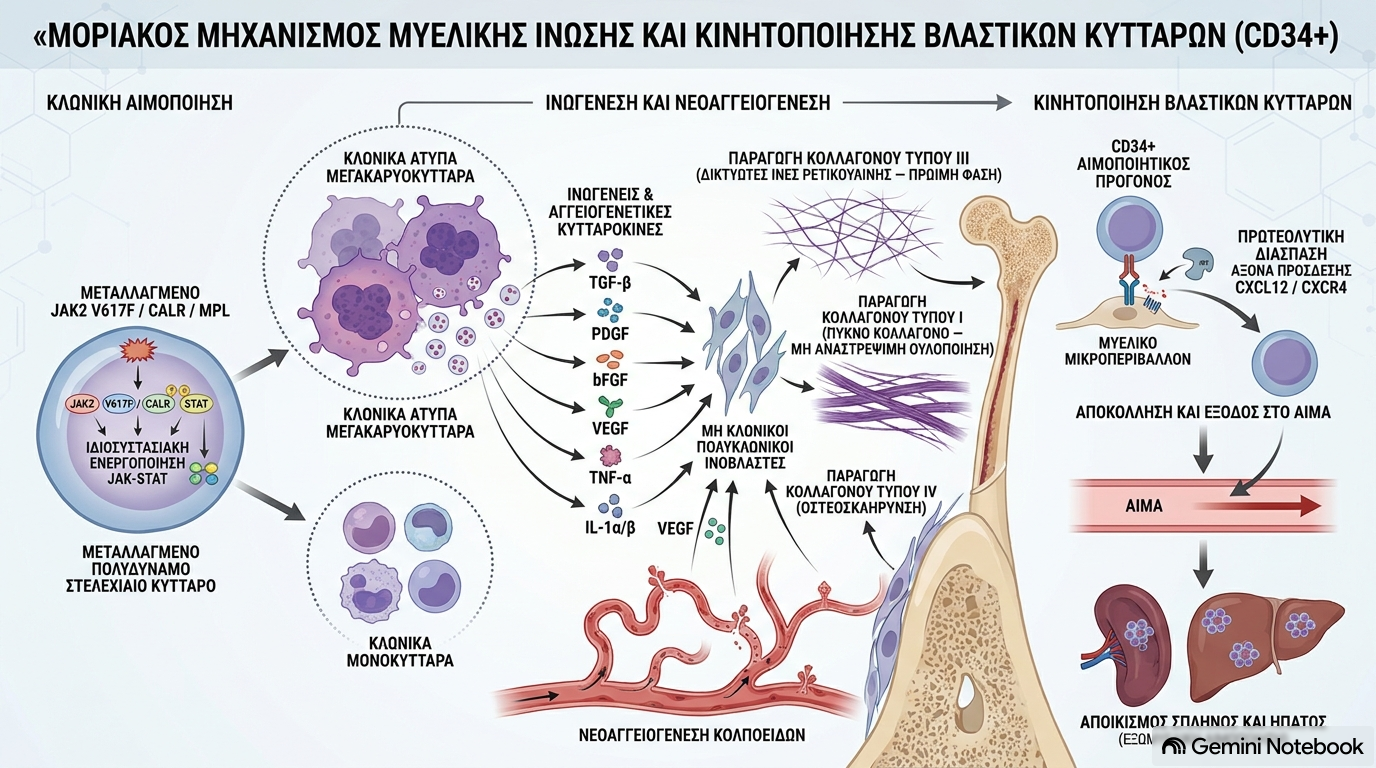 «ΜΟΡΙΑΚΟΣ ΜΗΧΑΝΙΣΜΟΣ ΜΥΕΛΙΚΗΣ ΙΝΩΣΗΣ ΚΑΙ ΚΙΝΗΤΟΠΟΙΗΣΗΣ ΒΛΑΣΤΙΚΩΝ ΚΥΤΤΑΡΩΝ (CD34+)
ΚΛΩΝΙΚΗ ΑΙΜΟΠΟΙΗΣΗ
ΜΕΤΑΛΛΑΓΜΕΝΟ
JAK2 V617F / CALR / MPL
JAK2
V617F
/
CALR
STAT
ΙΔΙΟΣΥΣΤΑΣΙΑΚΗ
ΕΝΕΡΓΟΠΟΙΗΣΗ
JAK-STAT
ΜΕΤΑΛΛΑΓΜΕΝΟ
ΠΟΛΥΔΥΝΑΜΟ
ΣΤΕΛΕΧΙΑΙΟ ΚΥΤΤΑΡΟ
ΚΛΩΝΙΚΑ ΑΤΥΠΑ
ΜΕΓΑΚΑΡΥΟΚΥΤΤΑΡΑ
ΚΛΩΝΙΚΑ ΑΤΥΠΑ
ΜΕΓΑΚΑΡΥΟΚΥΤΤΑΡΑ
ΚΛΩΝΙΚΑ
ΜΟΝΟΚΥΤΤΑΡΑ
ΙΝΩΓΕΝΕΣΗ ΚΑΙ ΝΕΟΑΓΓΕΙΟΓΕΝΕΣΗ
ΙΝΩΓΕΝΕΙΣ &
ΑΓΓΕΙΟΓΕΝΕΤΙΚΕΣ
ΚΥΤΤΑΡΟΚΙΝΕΣ
TGF-β
PDGF
bFGF
VEGF
TNF-α
IL-1α/β
ΠΑΡΑΓΩΓΗ ΚΟΛΛΑΓΟΝΟΥ ΤΥΠΟΥ III
(ΔΙΚΤΥΩΤΕΣ ΙΝΕΣ ΡΕΤΙΚΟΥΛΙΝΗΣ – ΠΡΩΙΜΗ ΦΑΣΗ)
ΠΑΡΑΓΩΓΗ
ΚΟΛΛΑΓΟΝΟΥ ΤΥΠΟΥ I
(ΠΥΚΝΟ ΚΟΛΛΑΓΟΝΟ –
ΜΗ ΑΝΑΣΤΡΕΨΙΜΗ ΟΥΛΟΠΟΙΗΣΗ)
ΜΗ ΚΛΩΝΙΚΟΙ
ΠΟΛΥΚΛΩΝΙΚΟΙ
ΙΝΟΒΛΑΣΤΕΣ
ΠΑΡΑΓΩΓΗ
ΚΟΛΛΑΓΟΝΟΥ ΤΥΠΟΥ IV
(ΟΣΤΕΟΣΚΛΗΡΥΝΣΗ)
VEGF
ΝΕΟΑΓΓΕΙΟΓΕΝΕΣΗ ΚΟΛΠΟΕΙΔΩΝ
ΚΙΝΗΤΟΠΟΙΗΣΗ ΒΛΑΣΤΙΚΩΝ ΚΥΤΤΑΡΩΝ
CD34+
ΑΙΜΟΠΟΙΗΤΙΚΟΣ
ΠΡΟΓΟΝΟΣ
ΠΡΩΤΕΟΛΥΤΙΚΗ
ΔΙΑΣΠΑΣΗ
ΑΞΟΝΑ ΠΡΟΣΔΕΣΗΣ
CXCL12 / CXCR4
ΜΥΕΛΙΚΟ
ΜΙΚΡΟΠΕΡΙΒΑΛΛΟΝ
ΑΠΟΚΟΛΛΗΣΗ ΚΑΙ ΕΞΟΔΟΣ ΣΤΟ ΑΙΜΑ
ΑΙΜΑ
ΑΠΟΙΚΙΣΜΟΣ ΣΠΛΗΝΟΣ ΚΑΙ ΗΠΑΤΟΣ
Gemini Notebook